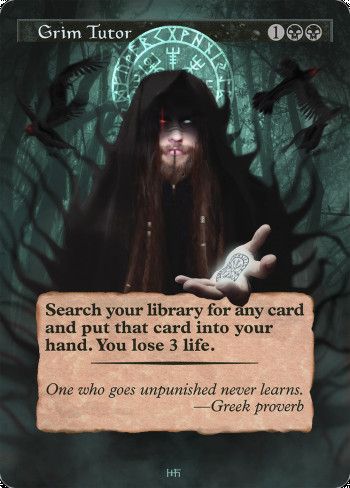 Grim Tutor 1
Search your library for any card
and put that card into your
hand. You lose 3 life.
One who goes unpunished never learns.
—Greek proverb